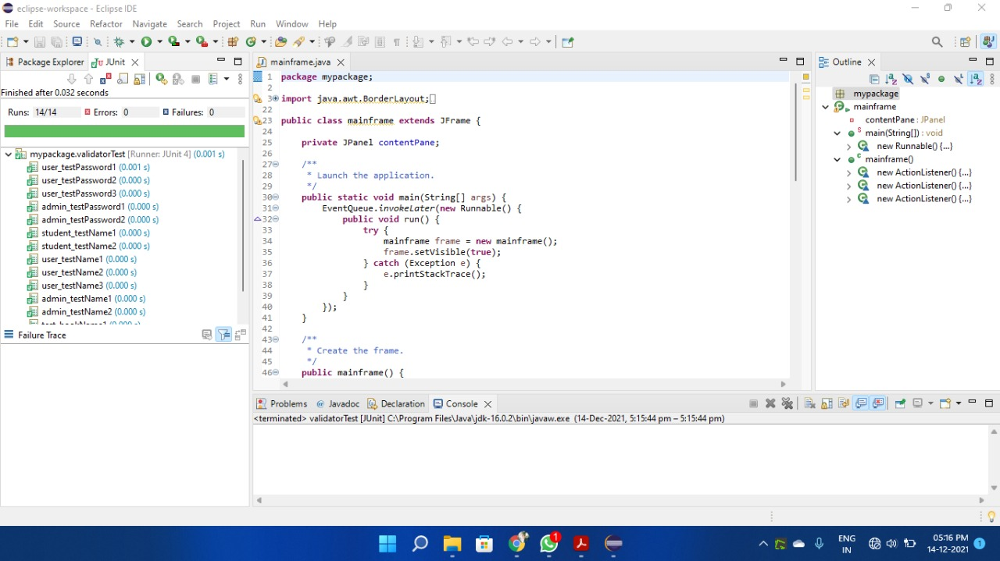 eclipse-workspace - Eclipse IDE
File Edit Source Refactor Navigate Search Project Run Window Help
Package Explorer JUnit
Finished after 0.032 seconds
Runs: 14/14 Errors: 0 Failures: 0
mypackage.validatorTest [Runner: JUnit 4] (0.001 s)
user_testPassword1 (0.001 s)
user_testPassword2 (0.000 s)
user_testPassword3 (0.000 s)
admin_testPassword1 (0.000 s)
admin_testPassword2 (0.000 s)
student_testName1 (0.000 s)
student_testName2 (0.000 s)
user_testName1 (0.000 s)
user_testName2 (0.000 s)
user_testName3 (0.000 s)
admin_testName1 (0.000 s)
admin_testName2 (0.000 s)
Failure Trace
mainframe.java
1 package mypackage;
2
3 import java.awt.BorderLayout;
22
23 public class mainframe extends JFrame {
24
25 private JPanel contentPane;
26
27 /**
28 * Launch the application.
29 */
30 public static void main(String[] args) {
31 EventQueue.invokeLater(new Runnable() {
32 public void run() {
33 try {
34 mainframe frame = new mainframe();
35 frame.setVisible(true);
36 } catch (Exception e) {
37 e.printStackTrace();
38 }
39 }
40 });
41 }
42
43 /**
44 * Create the frame.
45 */
46 public mainframe() {
Outline
mypackage
mainframe
contentPane : JPanel
main(String[]) : void
new Runnable() {...}
mainframe()
new ActionListener() {...}
new ActionListener() {...}
new ActionListener() {...}
Problems Javadoc Declaration Console
<terminated> validatorTest [JUnit] C:\Program Files\Java\jdk-16.0.2\bin\javaw.exe (14-Dec-2021, 5:15:44 pm – 5:15:44 pm)
1
ENG
IN
05:16 PM
14-12-2021
1